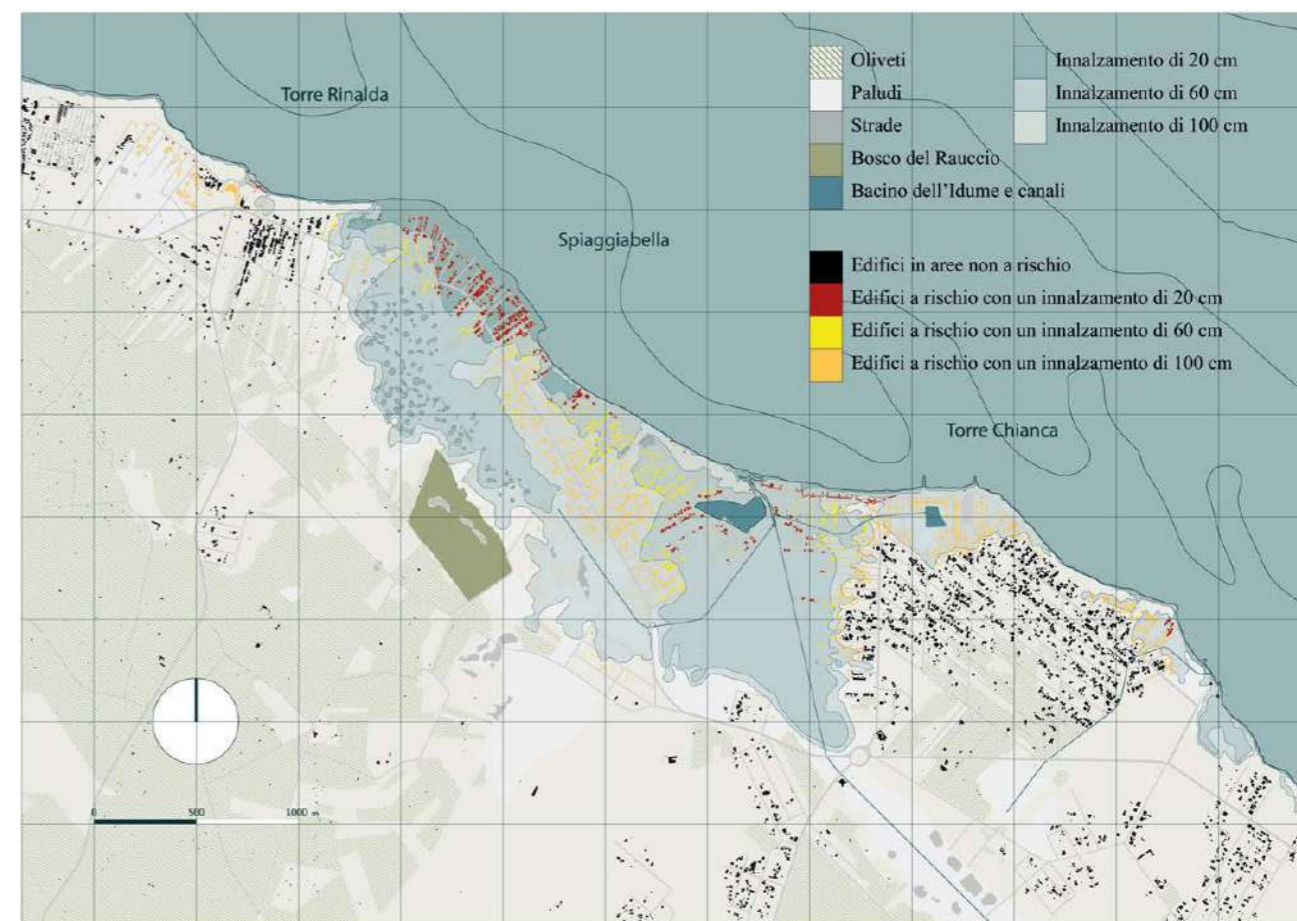 Torre Rinalda
Spiaggiabella
Torre Chianca
Oliveti
Paludi
Strade
Bosco del Rauccio
Bacino dell'Idume e canali
Innalzamento di 20 cm
Innalzamento di 60 cm
Innalzamento di 100 cm
Edifici in aree non a rischio
Edifici a rischio con un innalzamento di 20 cm
Edifici a rischio con un innalzamento di 60 cm
Edifici a rischio con un innalzamento di 100 cm
0 500 1000 m